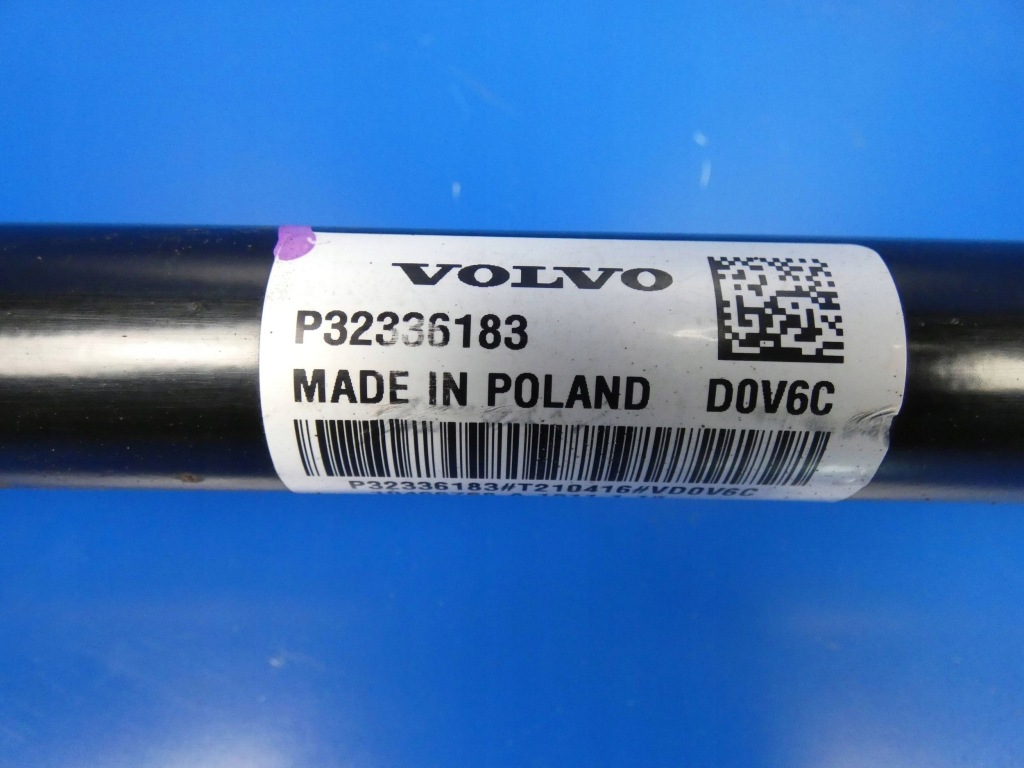 VOLVO
P32336183
MADE IN POLAND D0V6C
P32336183#T210416#VD0V6C